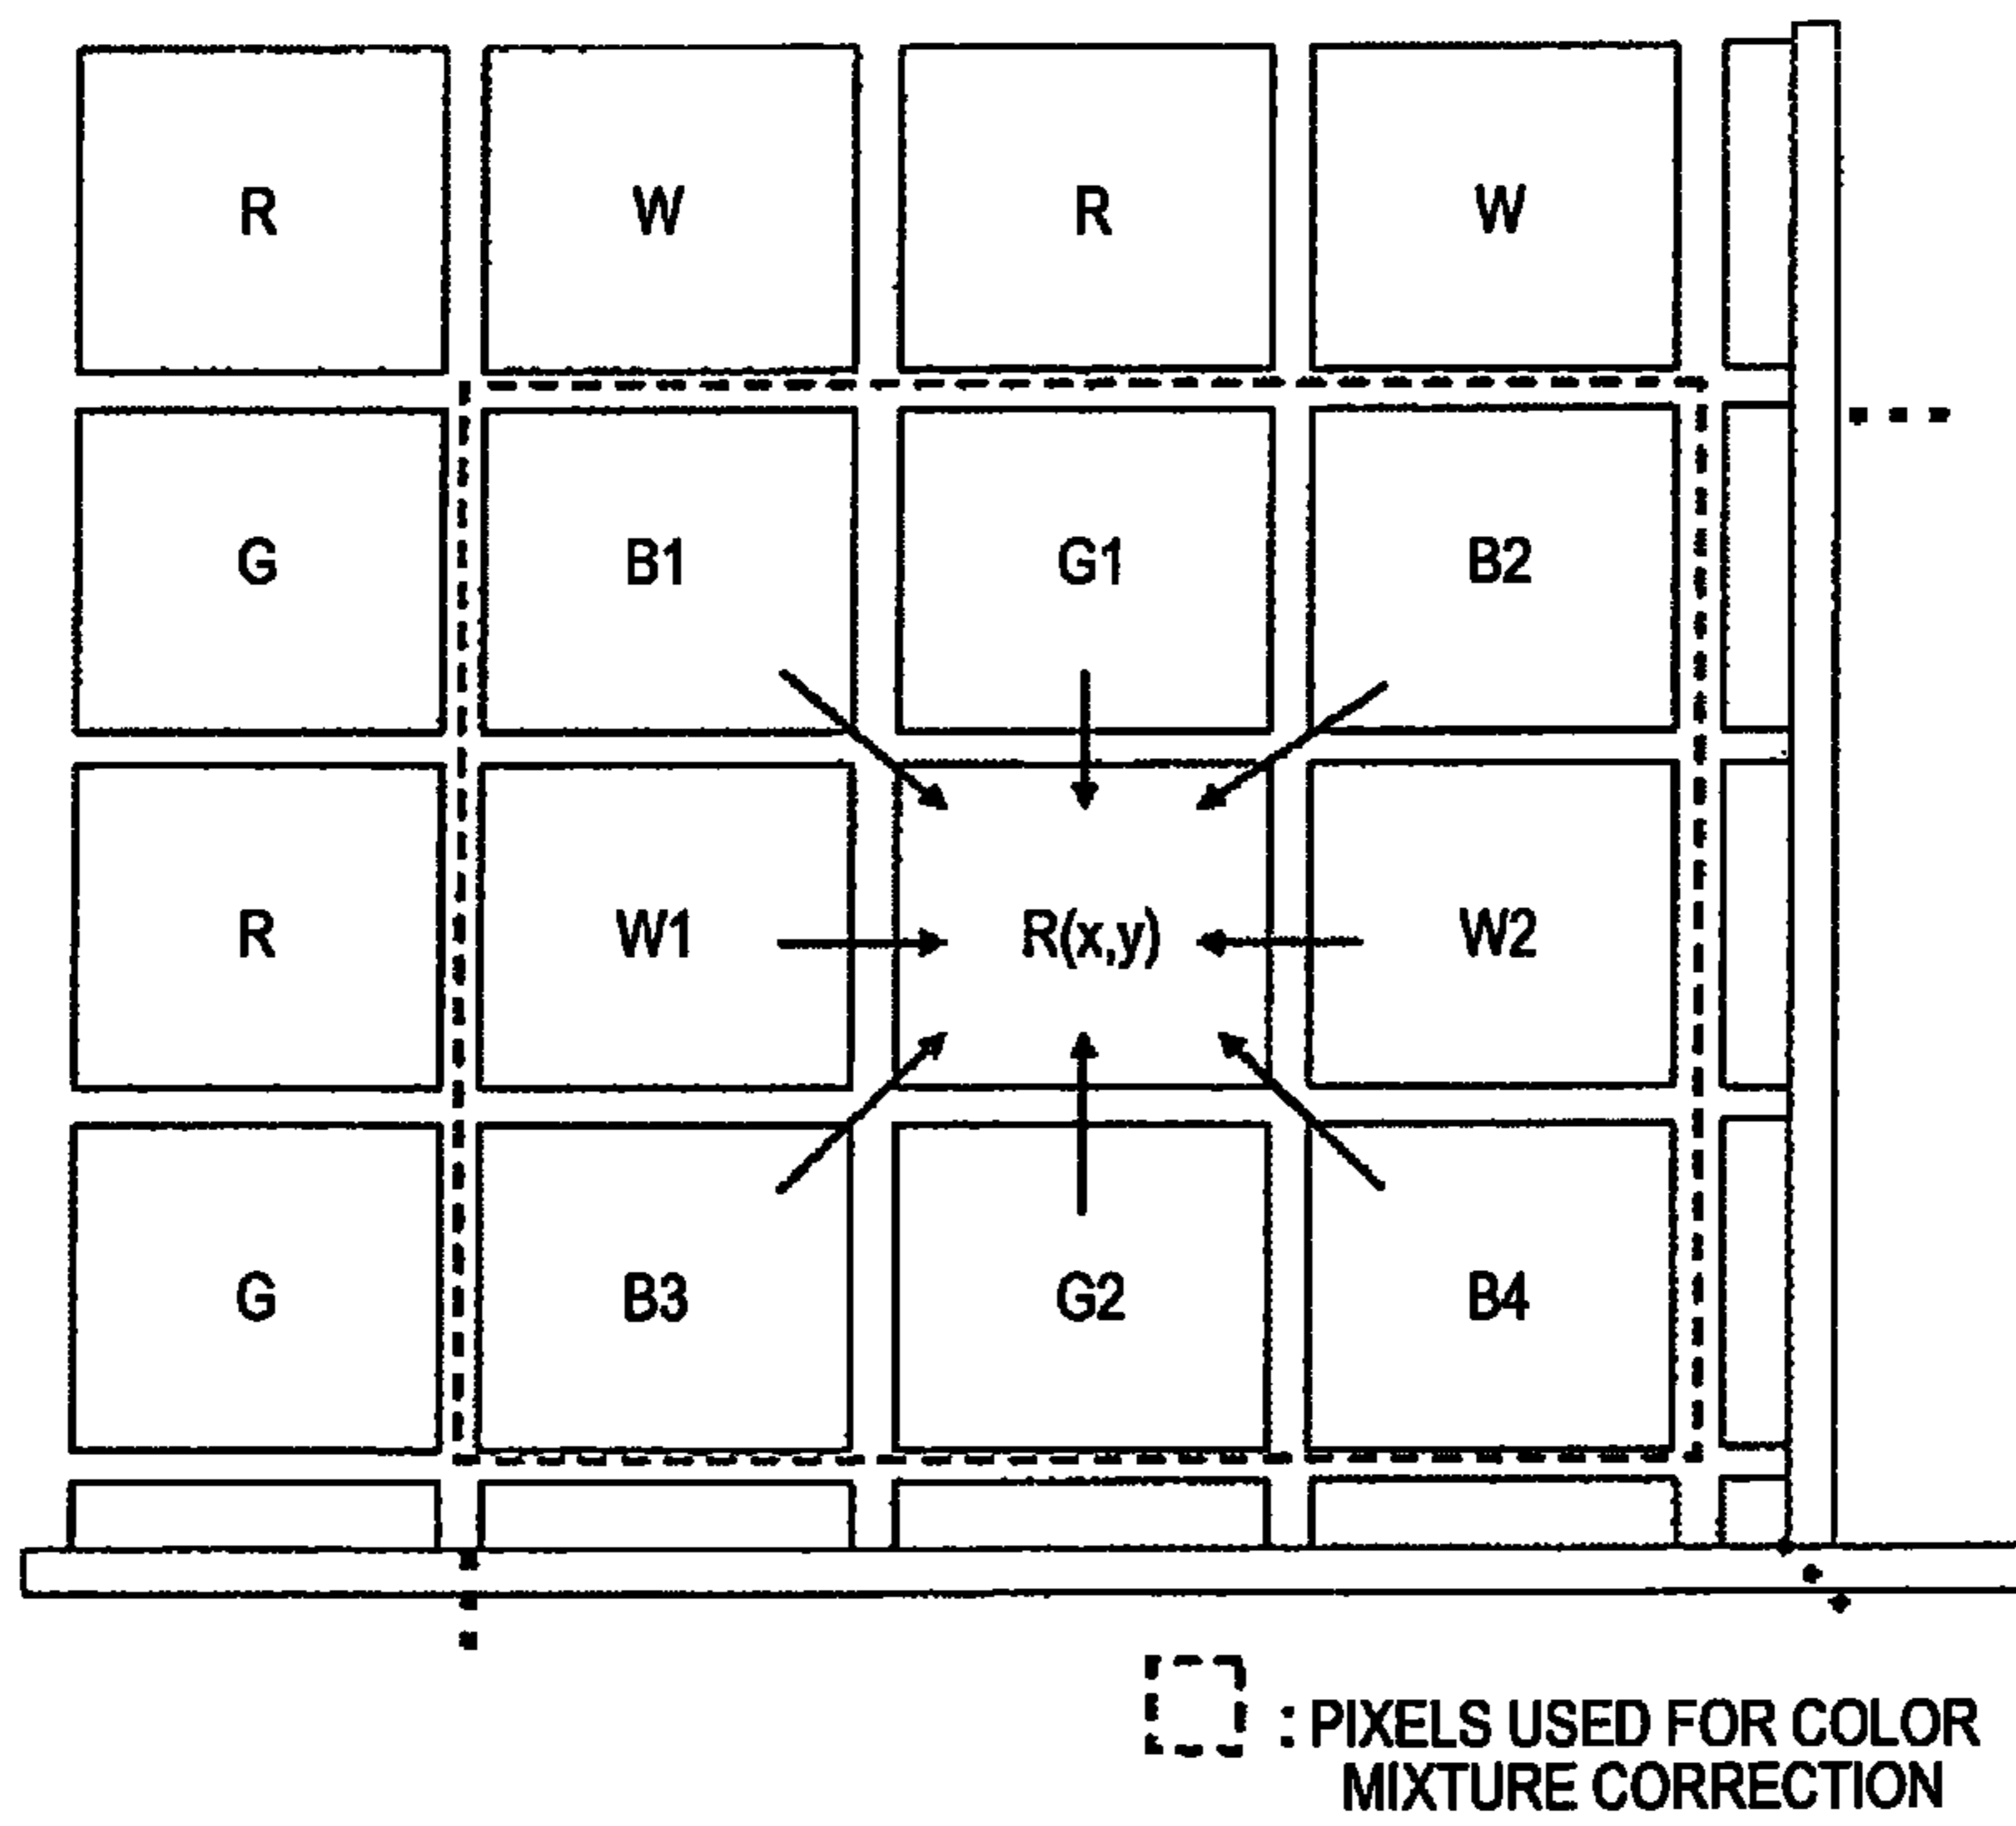 R W R W
G B1 G1 B2
R W1 R(x,y) W2
G B3 G2 B4
: PIXELS USED FOR COLOR
MIXTURE CORRECTION